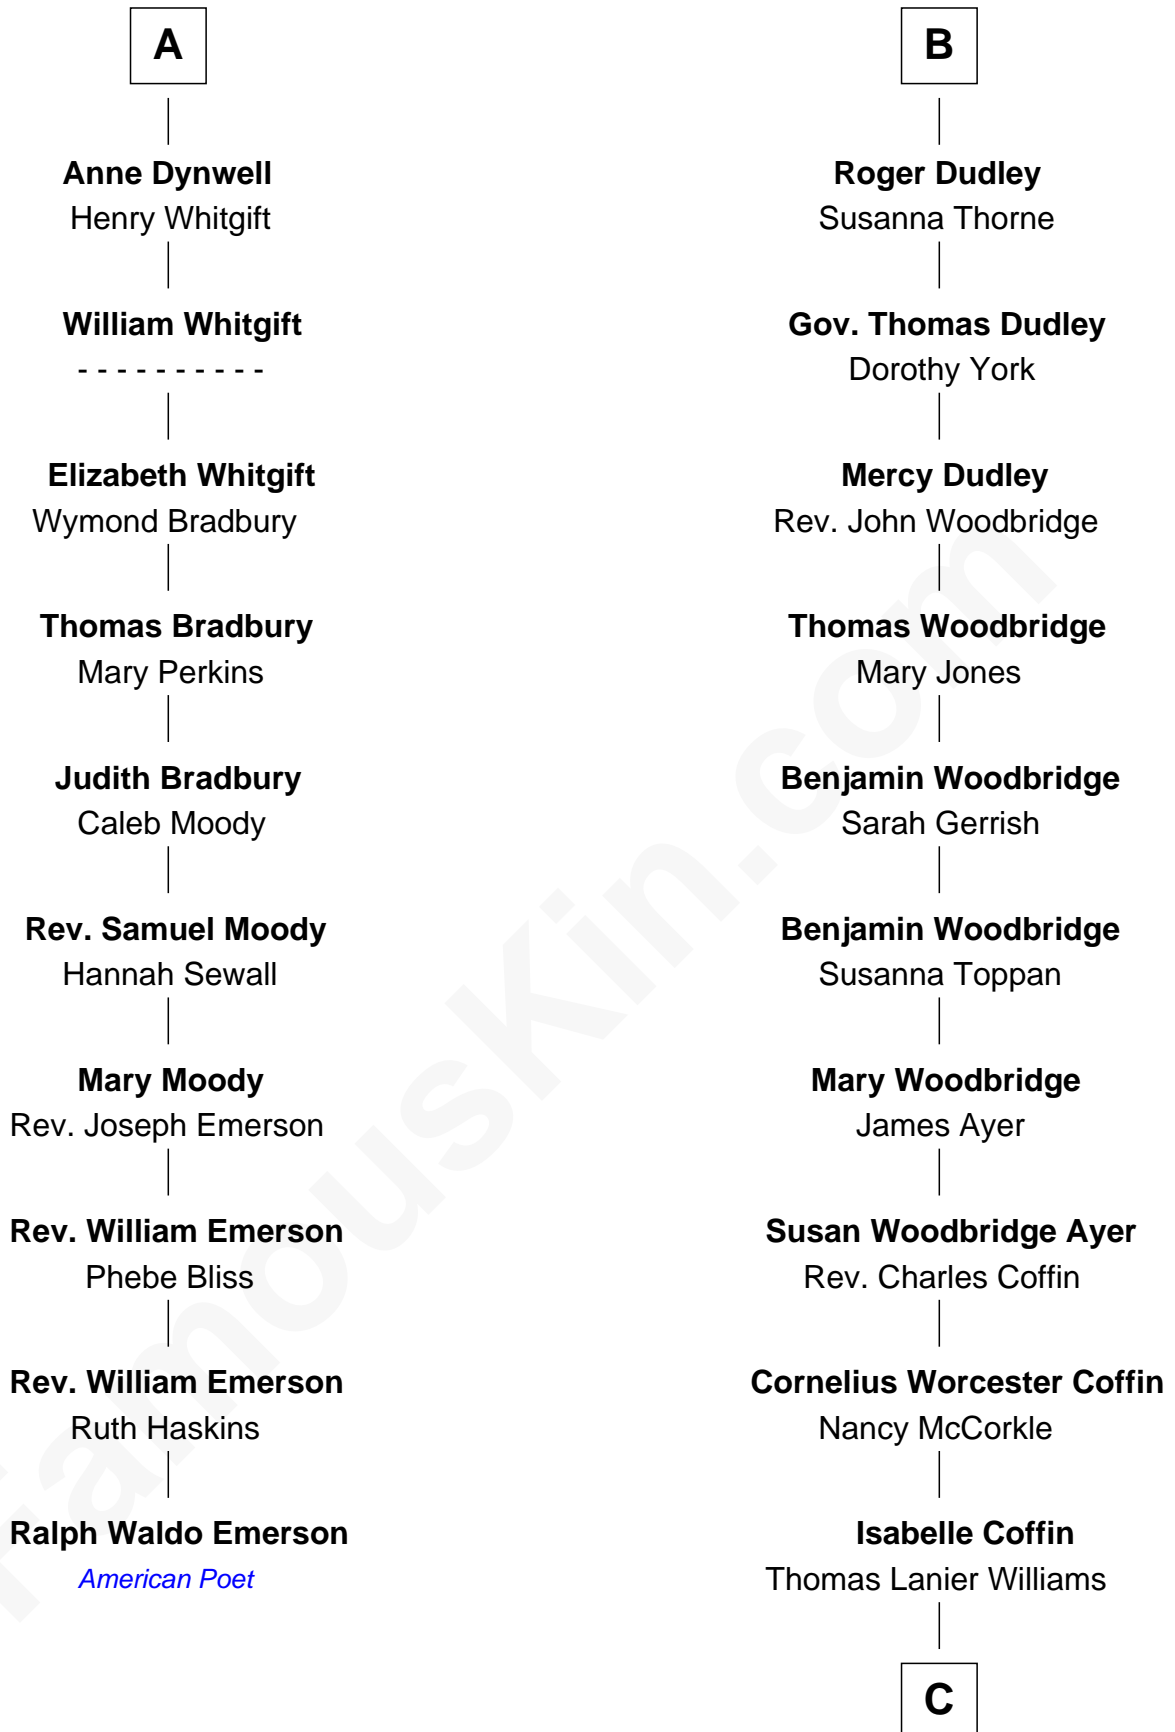 A
Anne Dynwell
Henry Whitgift
William Whitgift
- - - - - - - - - -
Elizabeth Whitgift
Wymond Bradbury
Thomas Bradbury
Mary Perkins
Judith Bradbury
Caleb Moody
Rev. Samuel Moody
Hannah Sewall
Mary Moody
Rev. Joseph Emerson
Rev. William Emerson
Phebe Bliss
Rev. William Emerson
Ruth Haskins
Ralph Waldo Emerson
American Poet
B
Roger Dudley
Susanna Thorne
Gov. Thomas Dudley
Dorothy York
Mercy Dudley
Rev. John Woodbridge
Thomas Woodbridge
Mary Jones
Benjamin Woodbridge
Sarah Gerrish
Benjamin Woodbridge
Susanna Toppan
Mary Woodbridge
James Ayer
Susan Woodbridge Ayer
Rev. Charles Coffin
Cornelius Worcester Coffin
Nancy McCorkle
Isabelle Coffin
Thomas Lanier Williams
C
FamousKin.com